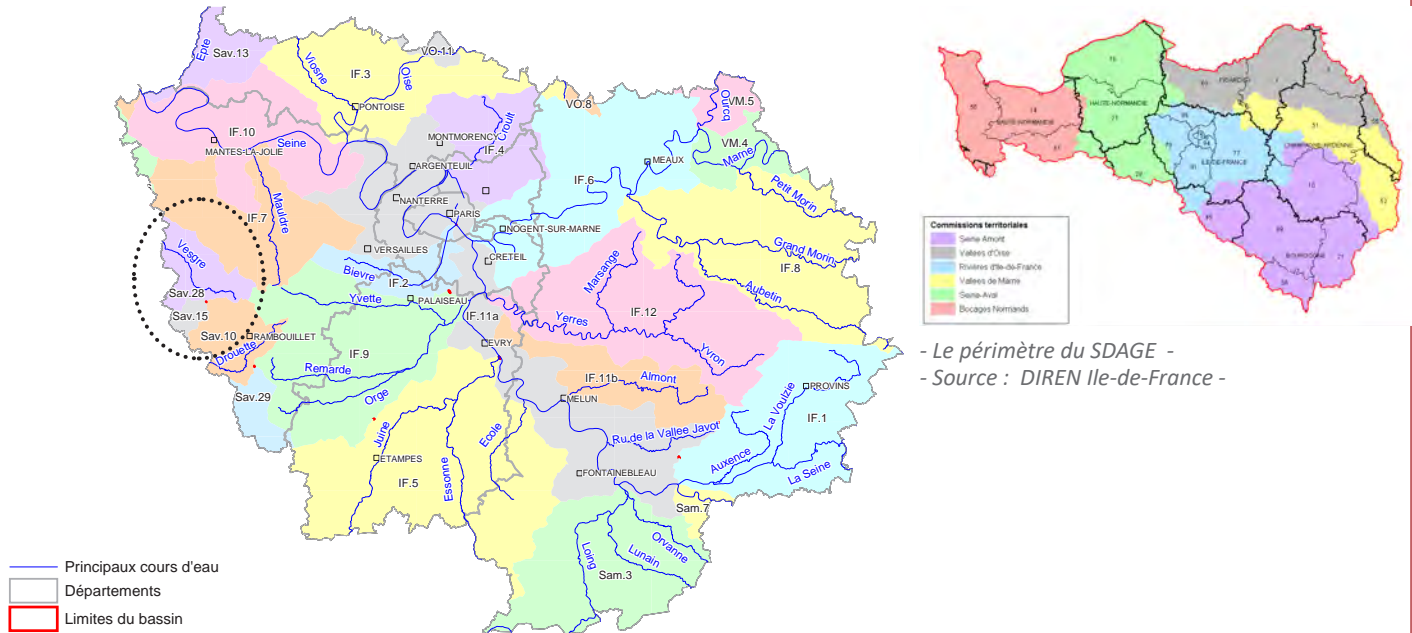 Epte
Sav.13
VO.11
Viosne
IF.3
Oise
PONTOISE
VO.8
Ourcq
VM.5
MONTMORENCY
Croult
IF.4
IF.10
MANTES-LA-JOLIE
Seine
ARGENTEUIL
MEAUX
VM.4
Marne
IF.6
Petit Morin
NANTERRE
PARIS
Mauldre
IF.7
NOGENT-SUR-MARNE
Grand Morin
VERSAILLES
CRETEIL
IF.8
Vesgre
Bievre
IF.2
Marsange
Aubetin
Sav.28
Yvette
PALAISEAU
IF.11a
IF.12
Sav.15
Sav.10
RAMBOUILLET
Yerres
Yvron
Drouette
IF.9
EVRY
Remarde
IF.11b
Almont
PROVINS
Sav.29
Orge
MELUN
La Voulzie
IF.1
Juine
Ecole
Ru de la Vallee Javot
ETAMPES
IF.5
Essonne
FONTAINEBLEAU
Auxence
La Seine
Sam.7
Loing
Lunain
Orvanne
Sam.3
Principaux cours d'eau
Départements
Limites du bassin
HAUTE-NORMANDIE
PICARDIE
ILE-DE-FRANCE
BOURGOGNE
Commissions territoriales
Seine Amont
Vallées d'Oise
Rivières d'Ile-de-France
Vallées de Marne
Seine-Aval
Bocages Normands
- Le périmètre du SDAGE -
- Source : DIREN Ile-de-France -